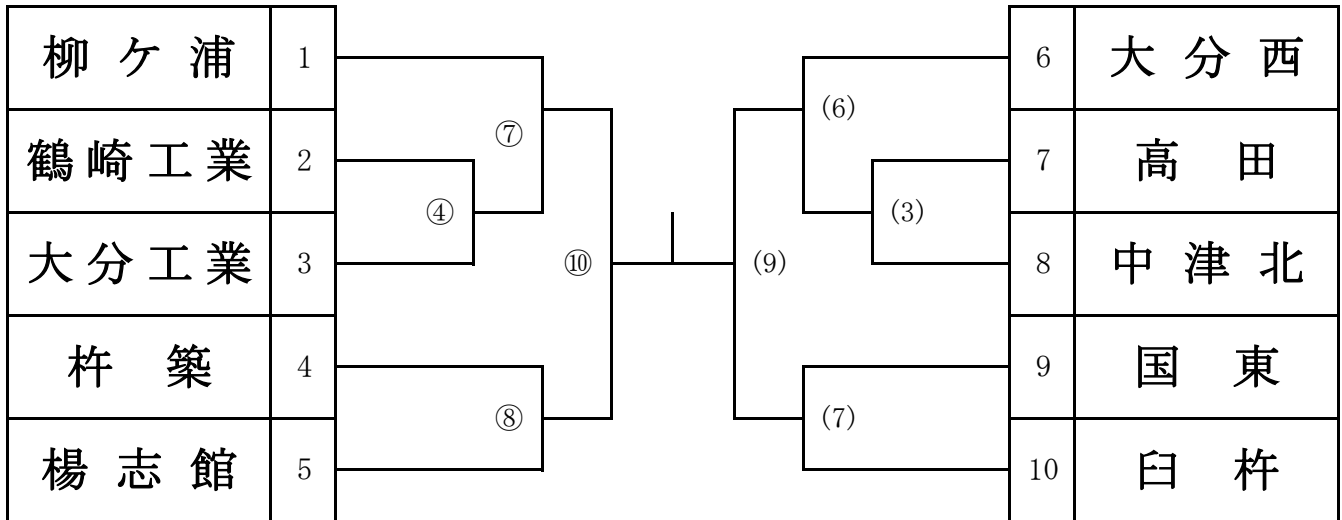 柳ケ浦 1
鶴崎工業 2
大分工業 3
杵築 4
楊志館 5
⑦
④
⑩
⑧
(6)
(3)
(9)
(7)
6 大分西
7 高田
8 中津北
9 国東
10 臼杵